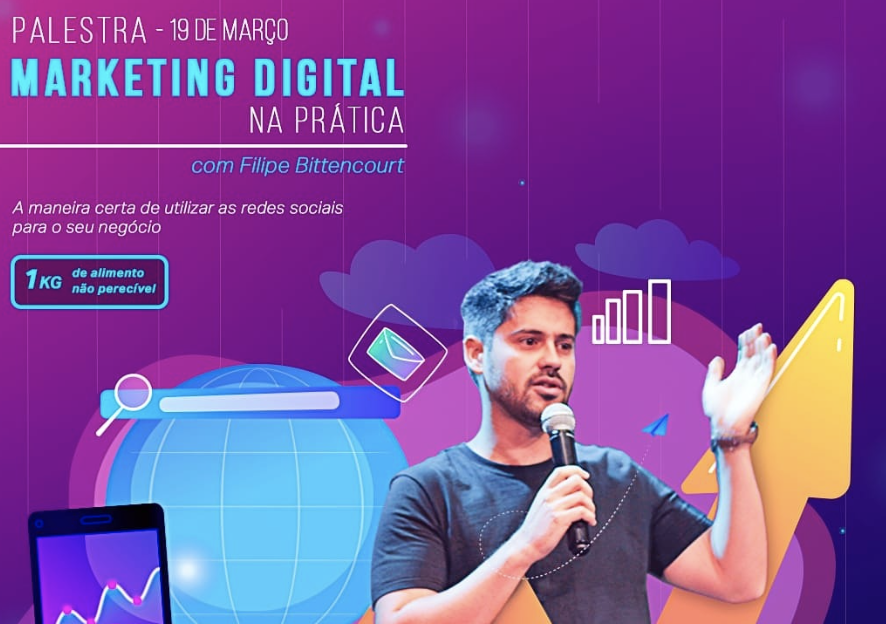 PALESTRA - 19 DE MARÇO
MARKETING DIGITAL
NA PRÁTICA
com Filipe Bittencourt
A maneira certa de utilizar as redes sociais
para o seu negócio
1KG de alimento
não perecível